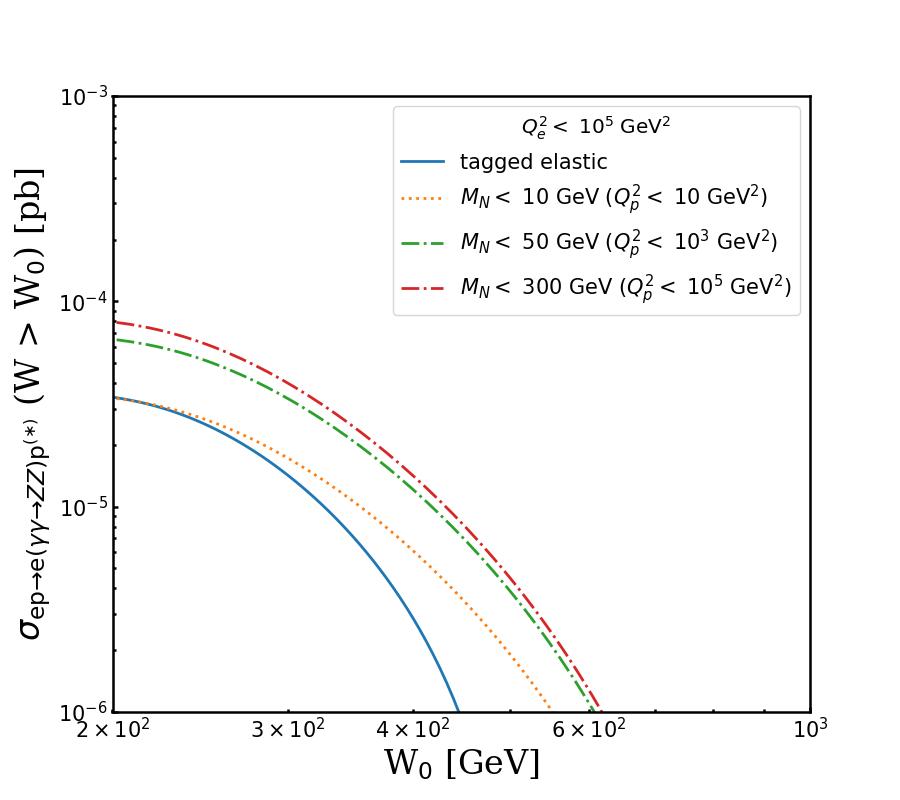 σ_ep→e(γγ→ZZ)p^(*) (W > W_0) [pb]
10^−3
10^−4
10^−5
10^−6
Q_e^2 < 10^5 GeV^2
tagged elastic
M_N < 10 GeV (Q_p^2 < 10 GeV^2)
M_N < 50 GeV (Q_p^2 < 10^3 GeV^2)
M_N < 300 GeV (Q_p^2 < 10^5 GeV^2)
2 × 10^2 3 × 10^2 4 × 10^2 6 × 10^2 10^3
W_0 [GeV]